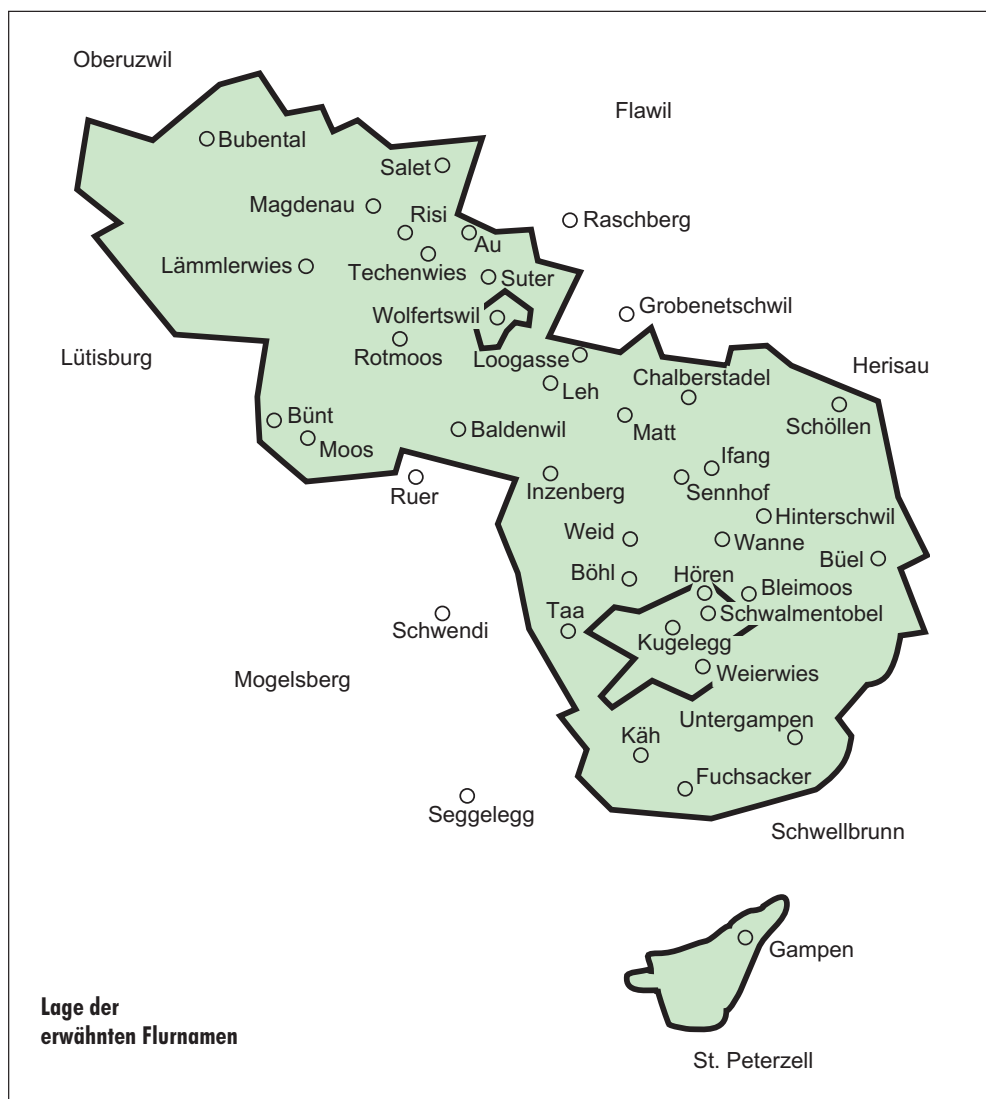 Oberuzwil
Flawil
Bubental
Salet
Magdenau
Risi
Raschberg
Au
Lämmlerwies
Techenwies
Suter
Grobenetschwil
Wolfertswil
Lütisburg
Rotmoos
Loogasse
Herisau
Chalberstadel
Leh
Schöllen
Bünt
Matt
Baldenwil
Moos
Ifang
Ruer
Inzenberg
Sennhof
Hinterschwil
Weid
Wanne
Büel
Böhl
Hören
Bleimoos
Taa
Schwalmentobel
Schwendi
Kugelegg
Mogelsberg
Weierwies
Untergampen
Käh
Fuchsacker
Seggelegg
Schwellbrunn
Gampen
Lage der
erwähnten Flurnamen
St. Peterzell